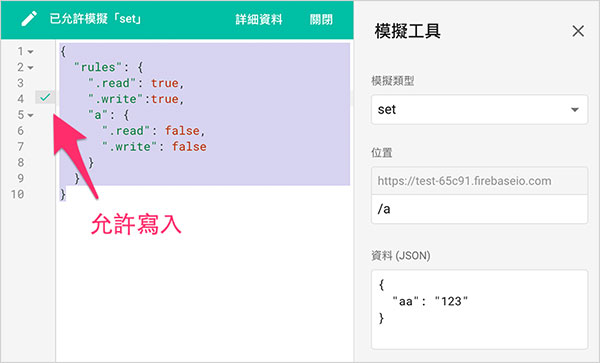 已允許模擬「set」 詳細資料 關閉
1 {
2 "rules": {
3 ".read": true,
4 ".write":true,
5 "a": {
6 ".read": false,
7 ".write": false
8 }
9 }
10 }
允許寫入
模擬工具
模擬類型
set
位置
https://test-65c91.firebaseio.com
/a
資料 (JSON)
{
"aa": "123"
}